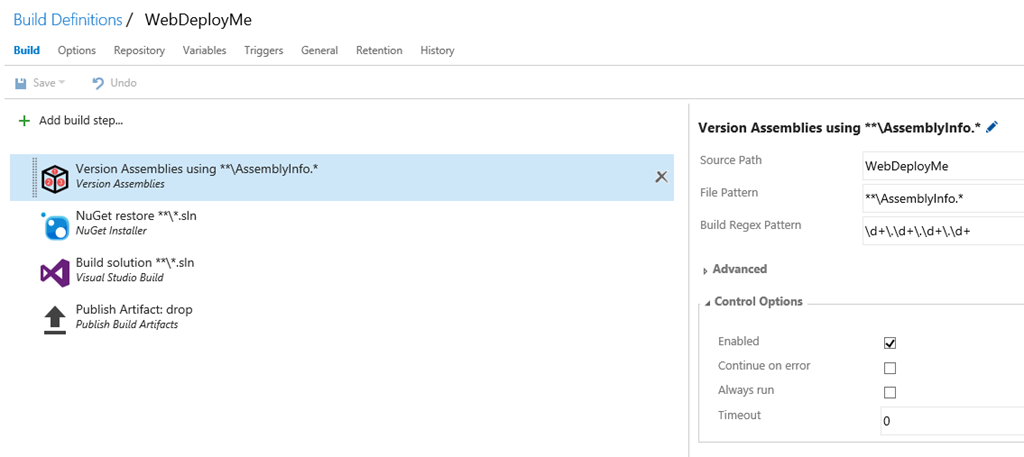 Build Definitions / WebDeployMe
Build Options Repository Variables Triggers General Retention History
Save Undo
Add build step...
Version Assemblies using **\AssemblyInfo.*
Version Assemblies
NuGet restore **\*.sln
NuGet Installer
Build solution **\*.sln
Visual Studio Build
Publish Artifact: drop
Publish Build Artifacts
Version Assemblies using **\AssemblyInfo.*
Source Path WebDeployMe
File Pattern **\AssemblyInfo.*
Build Regex Pattern \d+\.\d+\.\d+\.\d+
Advanced
Control Options
Enabled
Continue on error
Always run
Timeout 0